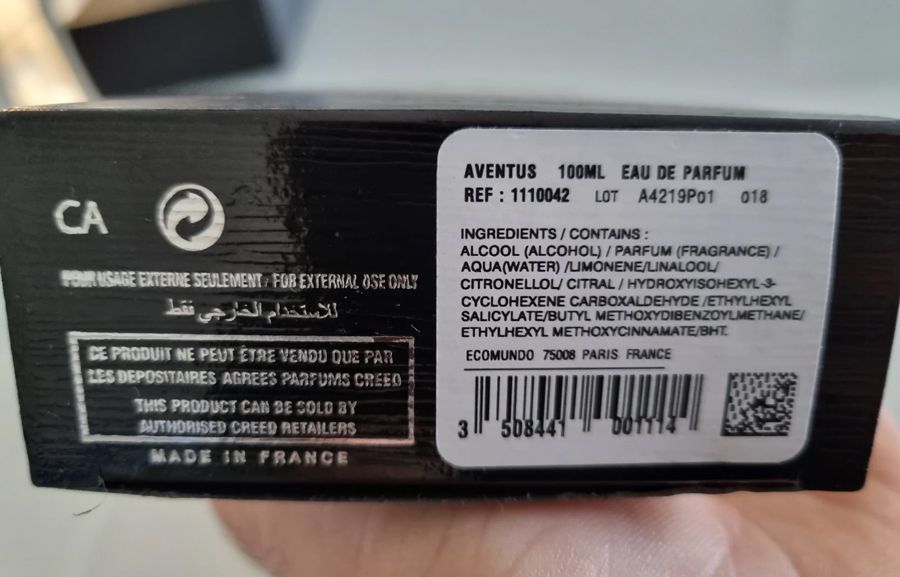 CA
POUR USAGE EXTERNE SEULEMENT / FOR EXTERNAL USE ONLY
للاستخدام الخارجي فقط
CE PRODUIT NE PEUT ÊTRE VENDU QUE PAR
LES DEPOSITAIRES AGREES PARFUMS CREED
THIS PRODUCT CAN BE SOLD BY
AUTHORISED CREED RETAILERS
MADE IN FRANCE
AVENTUS 100ML EAU DE PARFUM
REF : 1110042 LOT A4219P01 018
INGREDIENTS / CONTAINS :
ALCOOL (ALCOHOL) / PARFUM (FRAGRANCE) /
AQUA(WATER) /LIMONENE/LINALOOL/
CITRONELLOL/ CITRAL / HYDROXYISOHEXYL-3-
CYCLOHEXENE CARBOXALDEHYDE /ETHYLHEXYL
SALICYLATE/BUTYL METHOXYDIBENZOYLMETHANE/
ETHYLHEXYL METHOXYCINNAMATE/BHT.
ECOMUNDO 75008 PARIS FRANCE
3 508441 001114